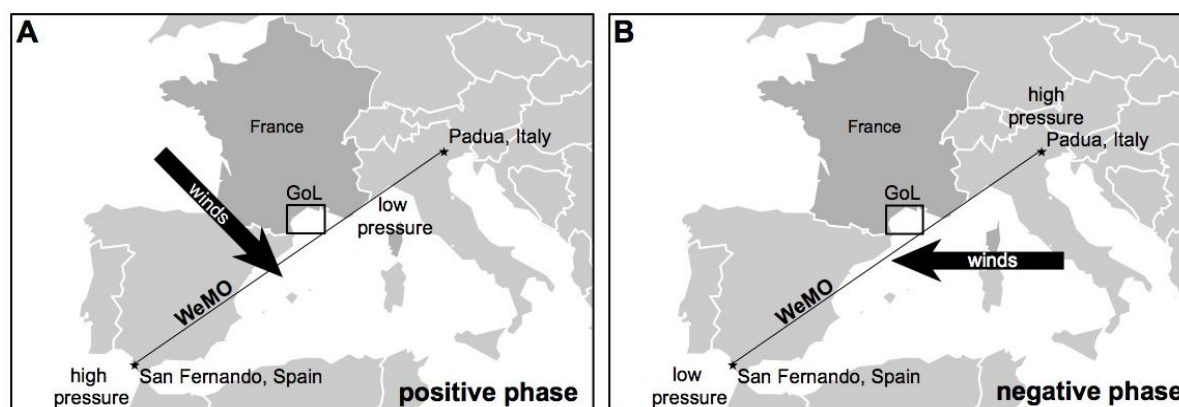 A
France
Padua, Italy
winds
GoL
low
pressure
WeMO
high
pressure
San Fernando, Spain
positive phase
B
high
pressure
France
Padua, Italy
GoL
winds
WeMO
low
pressure
San Fernando, Spain
negative phase